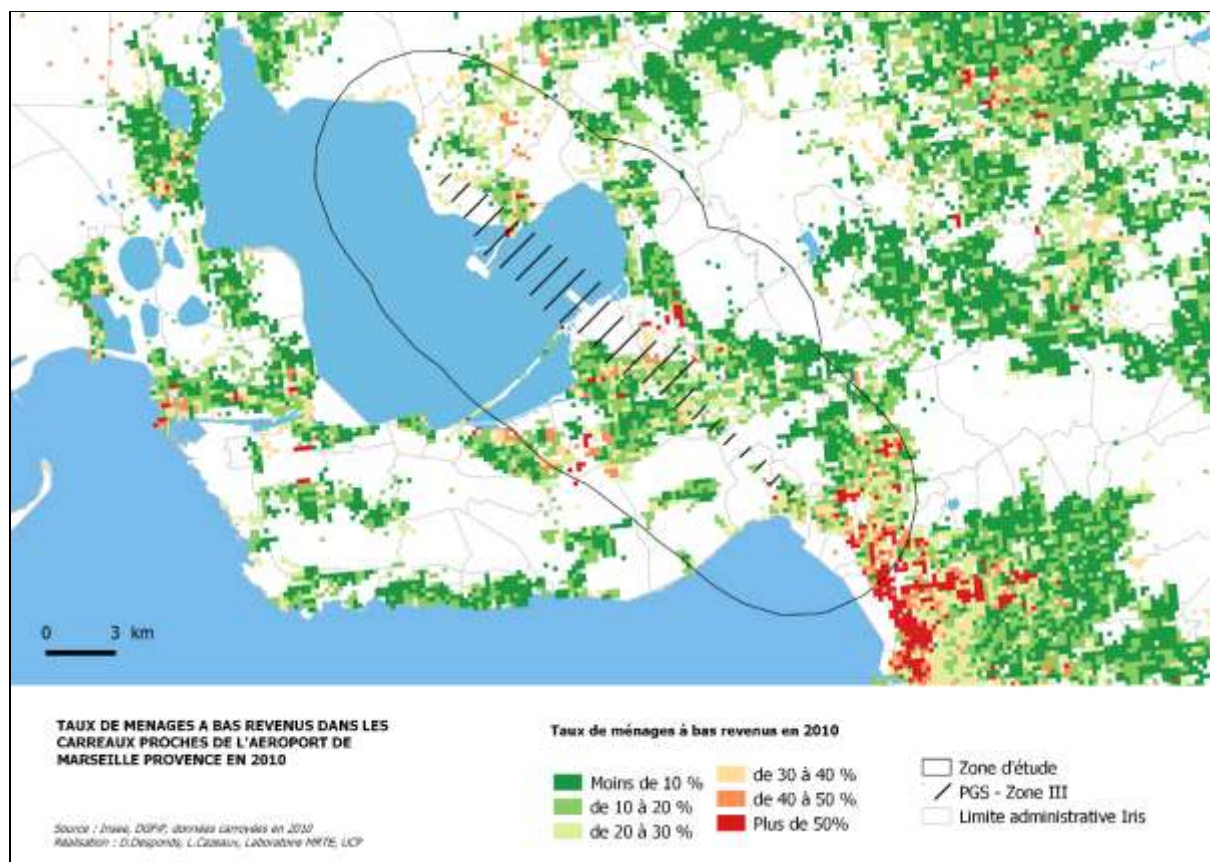 0 3 km
TAUX DE MENAGES A BAS REVENUS DANS LES
CARREAUX PROCHES DE L'AEROPORT DE
MARSEILLE PROVENCE EN 2010
Source : Insee, DGFiP, données carroyées en 2010
Réalisation : D.Desponds, L.Cazeaux, Laboratoire MRTE, UCP
Taux de ménages à bas revenus en 2010
Moins de 10 %
de 10 à 20 %
de 20 à 30 %
de 30 à 40 %
de 40 à 50 %
Plus de 50%
Zone d'étude
PGS - Zone III
Limite administrative Iris